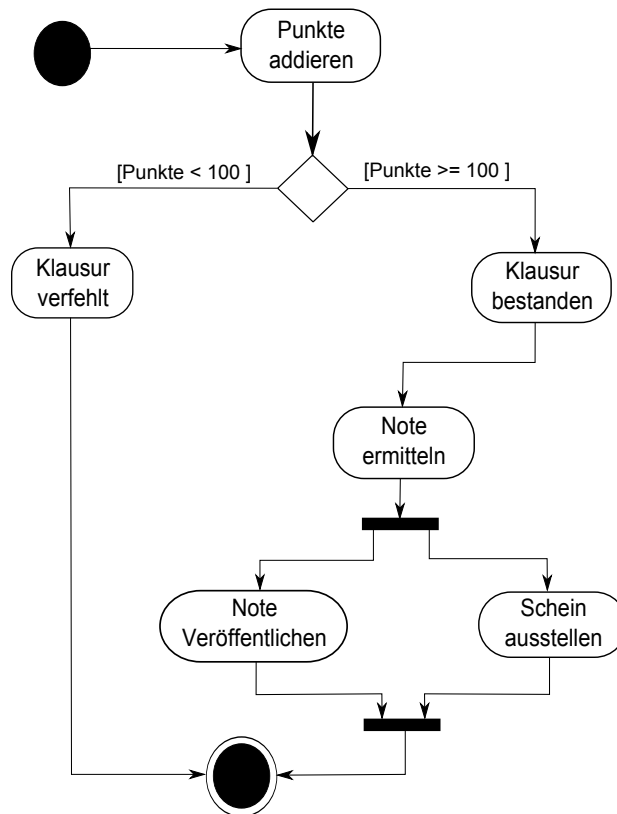 Punkte
addieren
[Punkte < 100 ]
[Punkte >= 100 ]
Klausur
verfehlt
Klausur
bestanden
Note
ermitteln
Note
Veröffentlichen
Schein
ausstellen